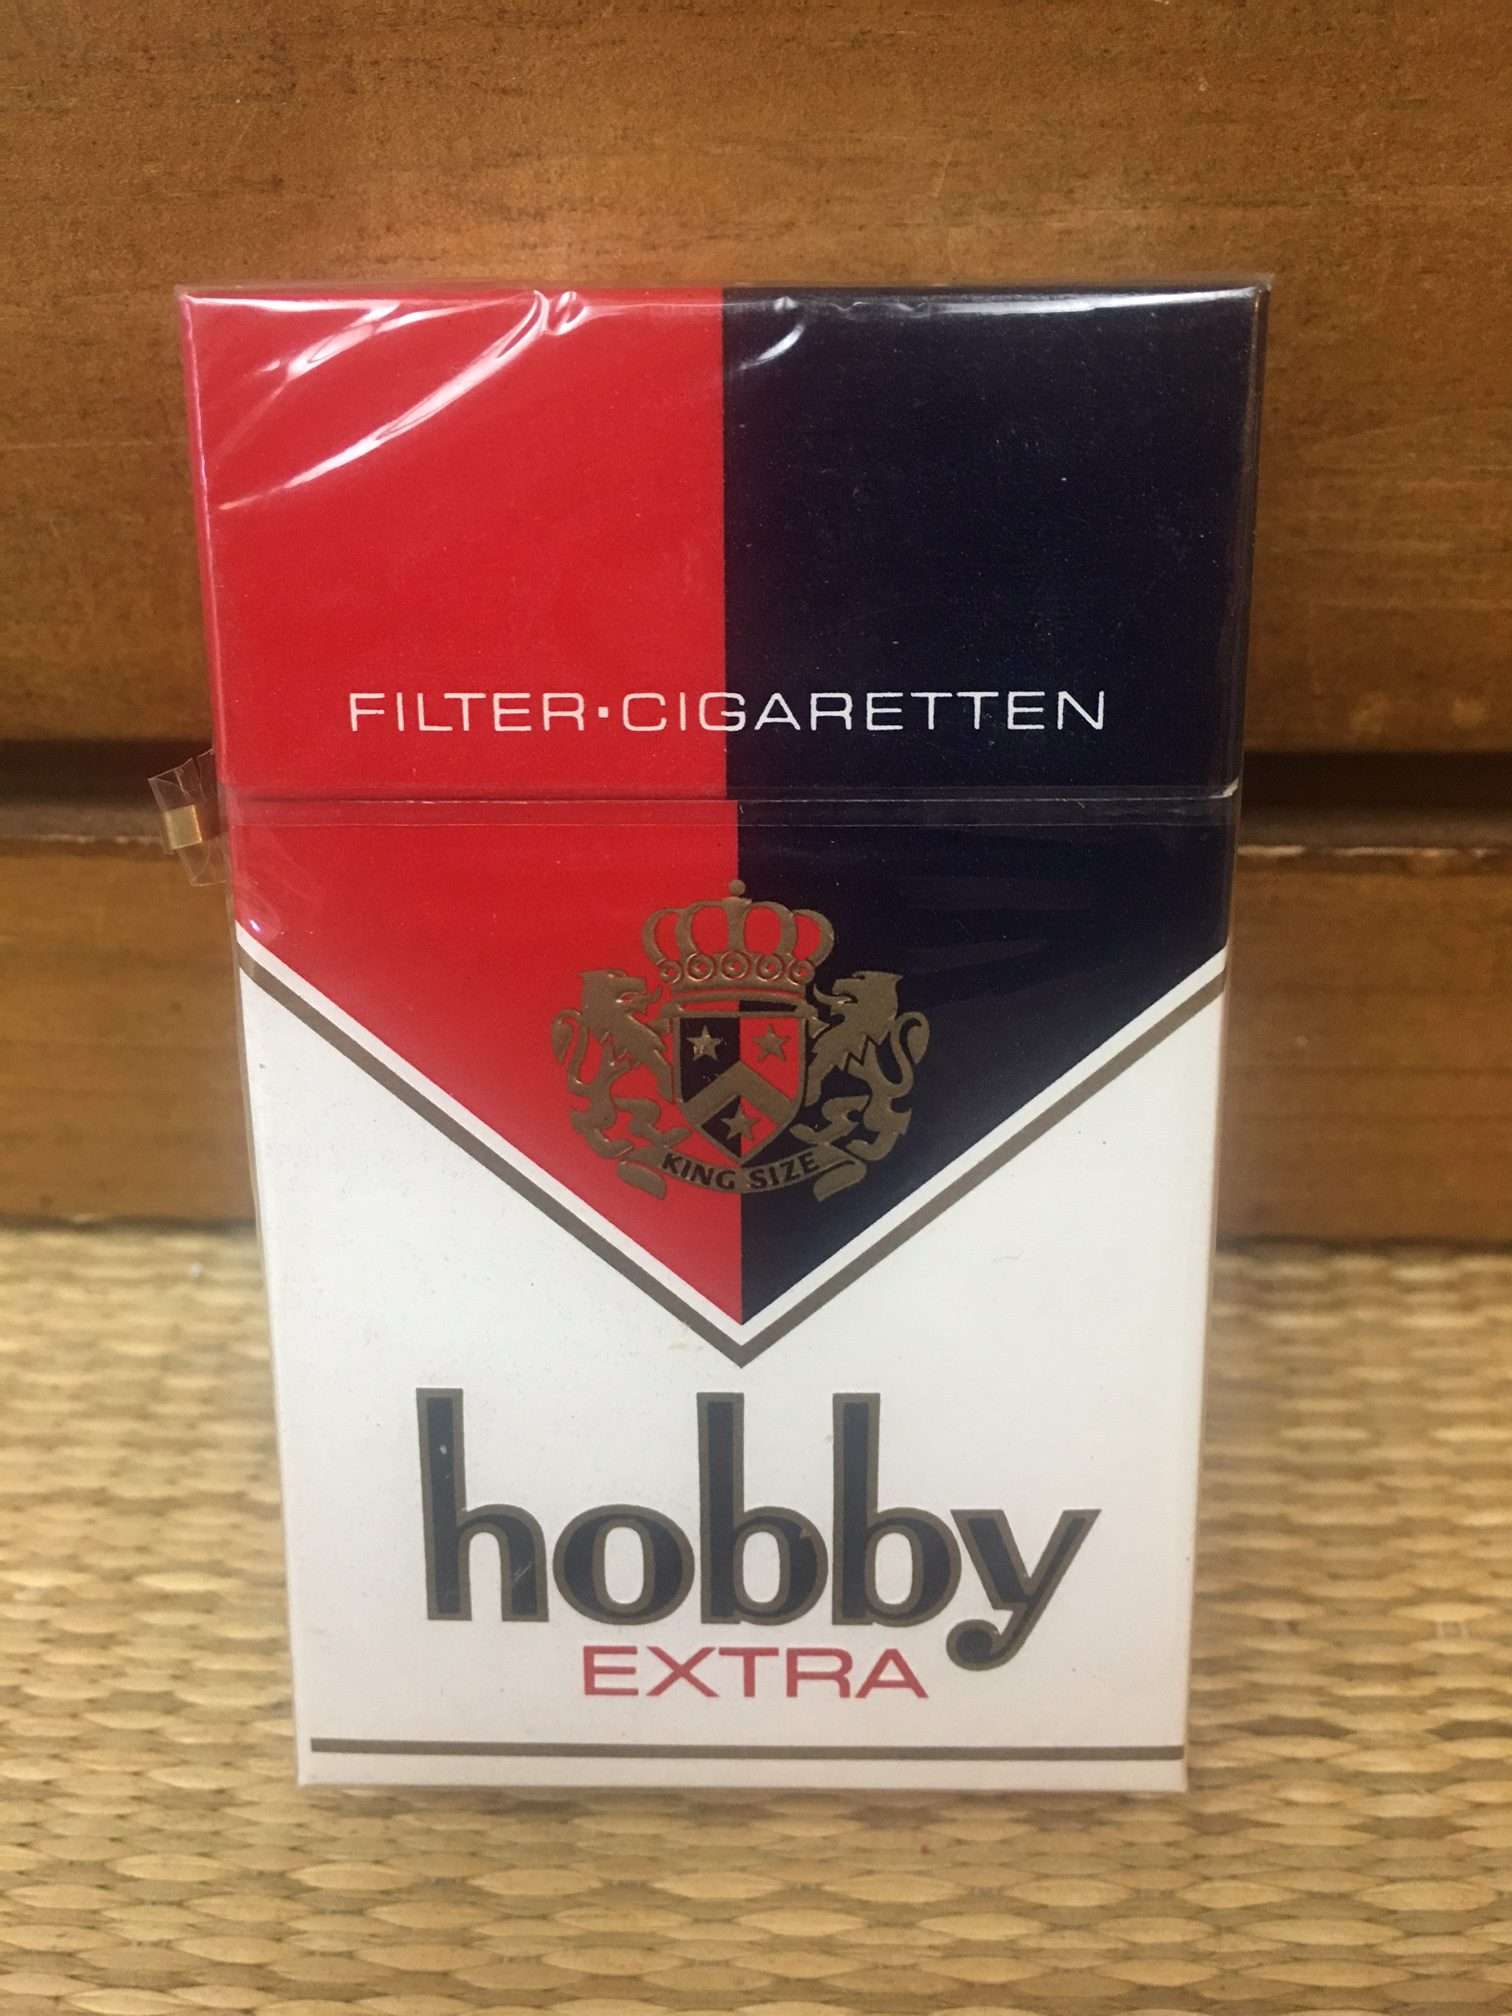 FILTER·CIGARETTEN
KING SIZE
hobby
EXTRA